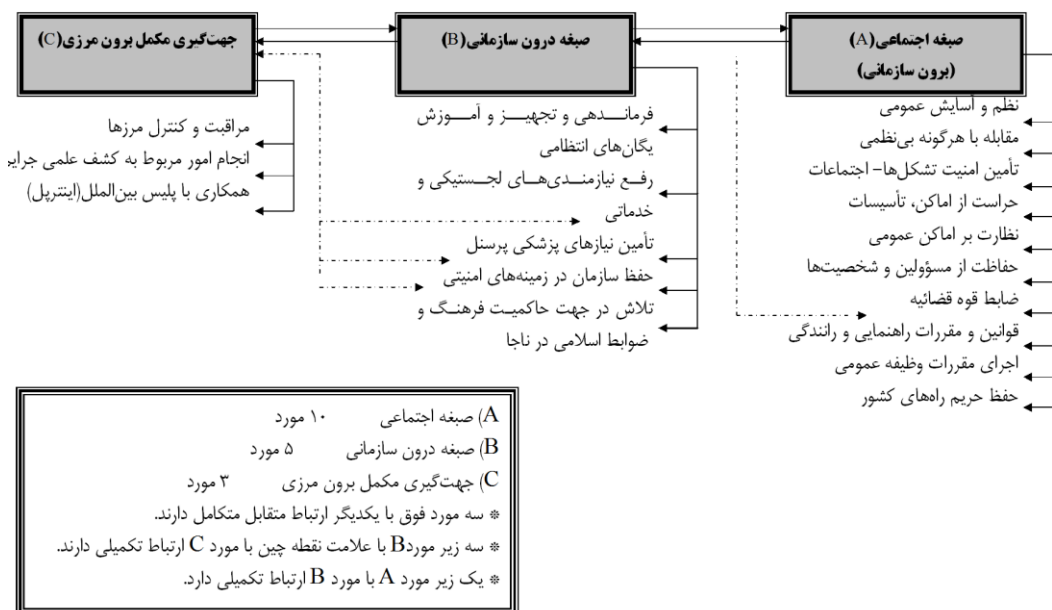 صبغه اجتماعی(A)
(برون سازمانی)
نظم و آسایش عمومی
مقابله با هرگونه بی‌نظمی
تأمین امنیت تشکل‌ها– اجتماعات
حراست از اماکن، تأسیسات
نظارت بر اماکن عمومی
حفاظت از مسؤولین و شخصیت‌ها
ضابط قوه قضائیه
قوانین و مقررات راهنمایی و رانندگی
اجرای مقررات وظیفه عمومی
حفظ حریم راه‌های کشور
صبغه درون سازمانی(B)
فرماندهی و تجهیز و آموزش
یگان‌های انتظامی
رفع نیازمندی‌های لجستیکی و
خدماتی
تأمین نیازهای پزشکی پرسنل
حفظ سازمان در زمینه‌های امنیتی
تلاش در جهت حاکمیت فرهنگ و
ضوابط اسلامی در ناجا
جهت‌گیری مکمل برون مرزی(C)
مراقبت و کنترل مرزها
انجام امور مربوط به کشف علمی جرایم
همکاری با پلیس بین‌الملل(اینترپل)
A) صبغه اجتماعی ۱۰ مورد
B) صبغه درون سازمانی ۵ مورد
C) جهت‌گیری مکمل برون مرزی ۳ مورد
* سه مورد فوق با یکدیگر ارتباط متقابل متکامل دارند.
* سه زیر موردB با علامت نقطه چین با مورد C ارتباط تکمیلی دارند.
* یک زیر مورد A با مورد B ارتباط تکمیلی دارد.